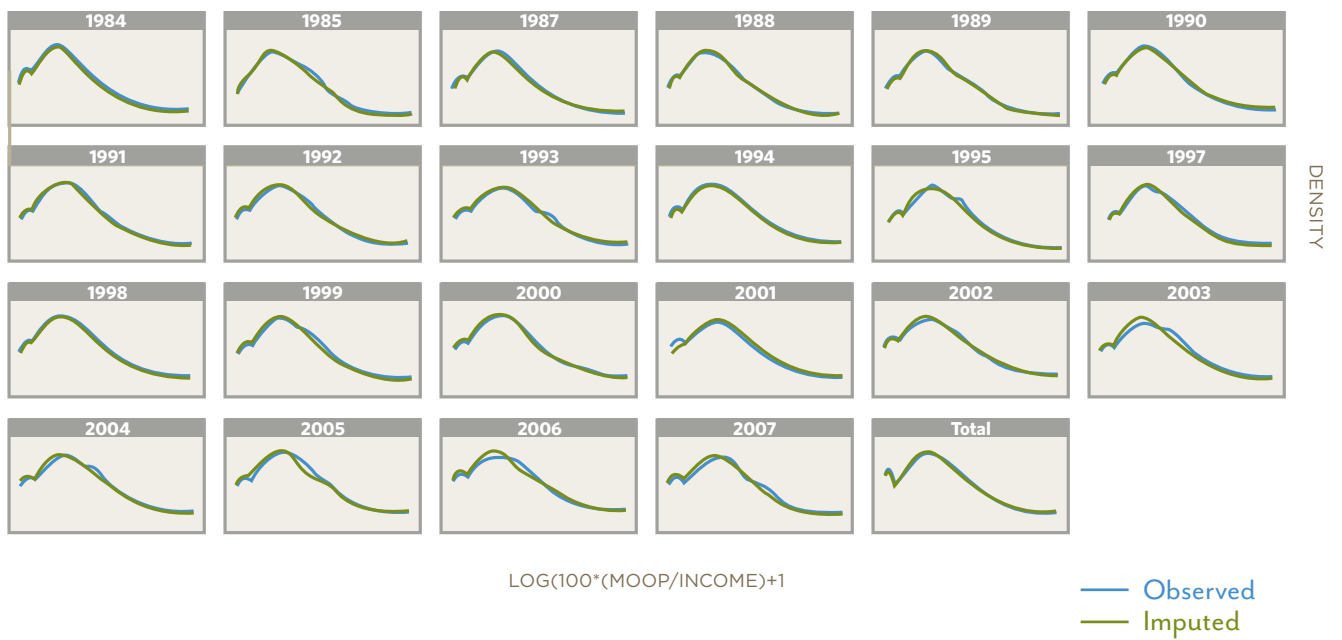 1984 1985 1987 1988 1989 1990
1991 1992 1993 1994 1995 1997
DENSITY
1998 1999 2000 2001 2002 2003
2004 2005 2006 2007 Total
LOG(100*(MOOP/INCOME)+1
Observed
Imputed